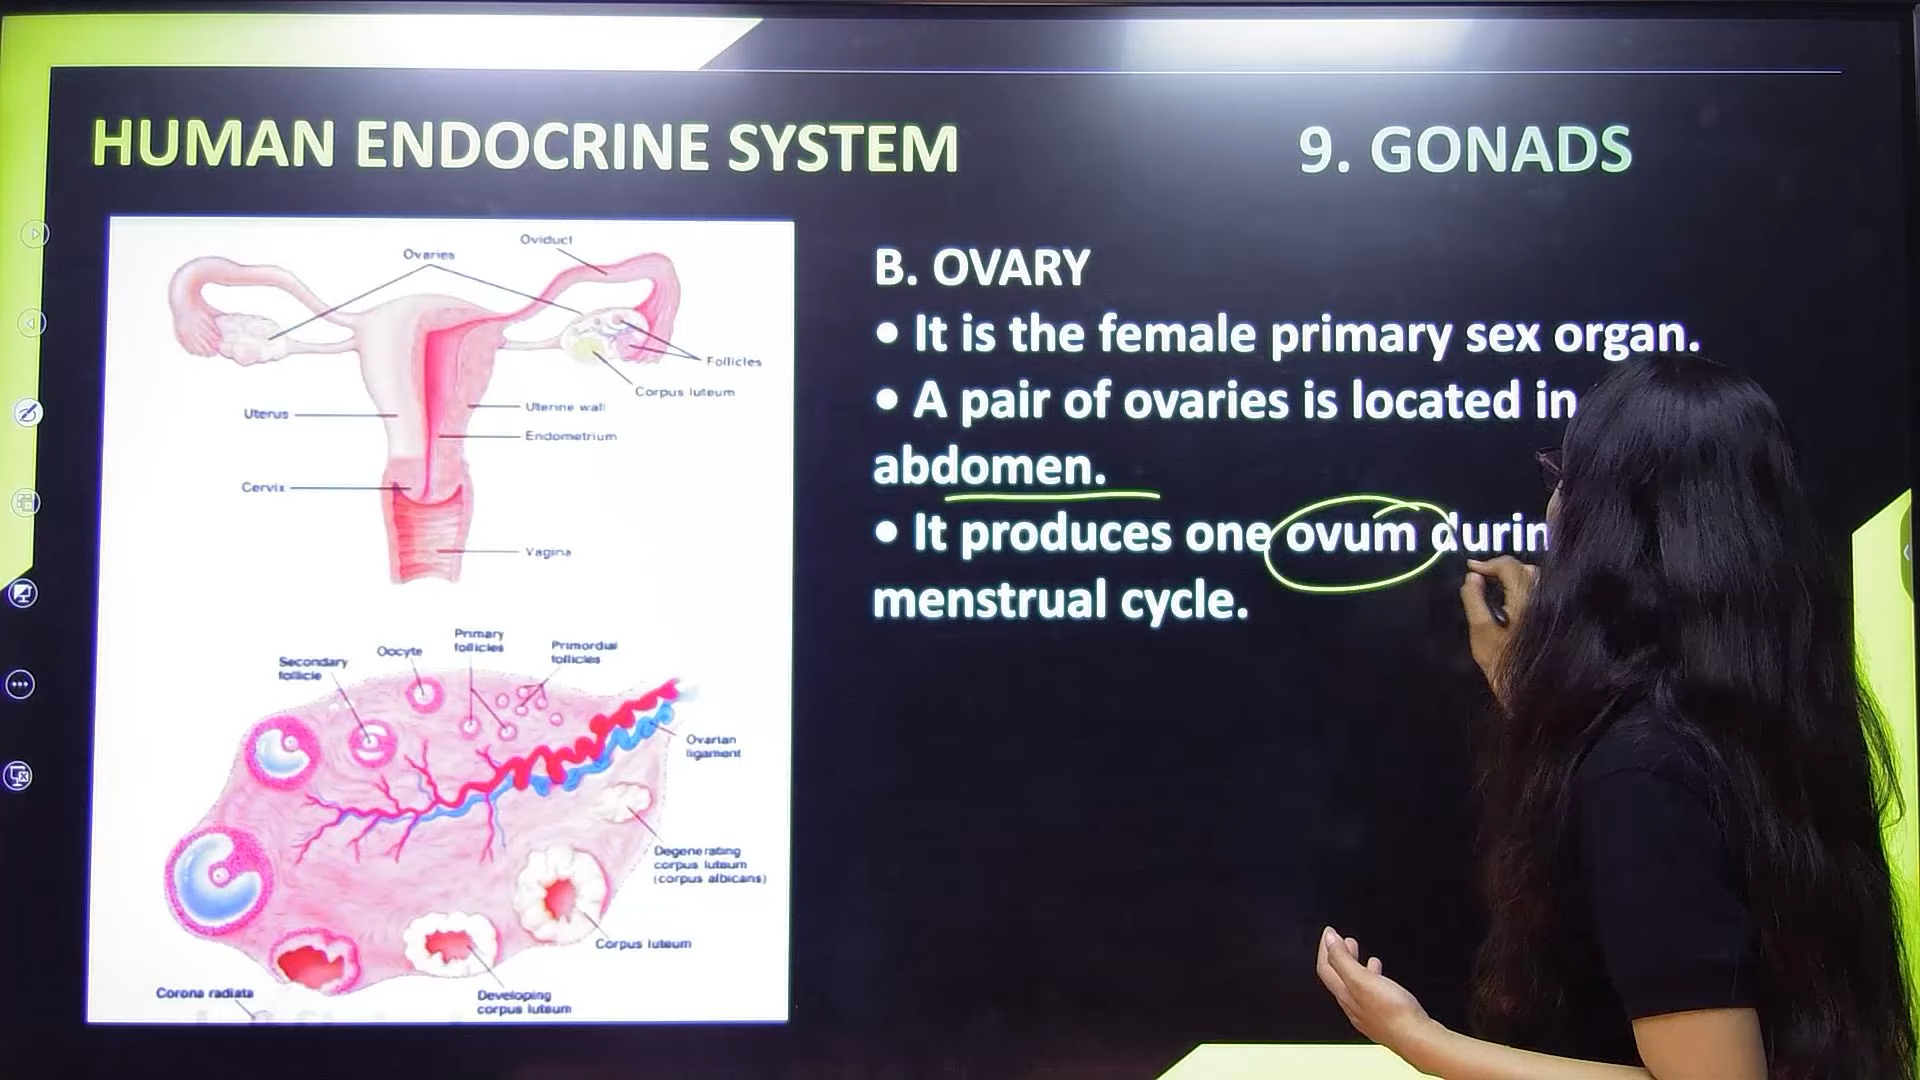 HUMAN ENDOCRINE SYSTEM
9. GONADS
Oviduct
Ovaries
Follicles
Corpus luteum
Uterus
Uterine wall
Endometrium
Cervix
Vagina
B. OVARY
• It is the female primary sex organ.
• A pair of ovaries is located in
abdomen.
• It produces one ovum durin
menstrual cycle.
Primary
follicles
Primordial
follicles
Oocyte
Secondary
follicle
Ovarian
ligament
Degenerating
corpus luteum
(corpus albicans)
Corpus luteum
Corona radiata
Developing
corpus luteum